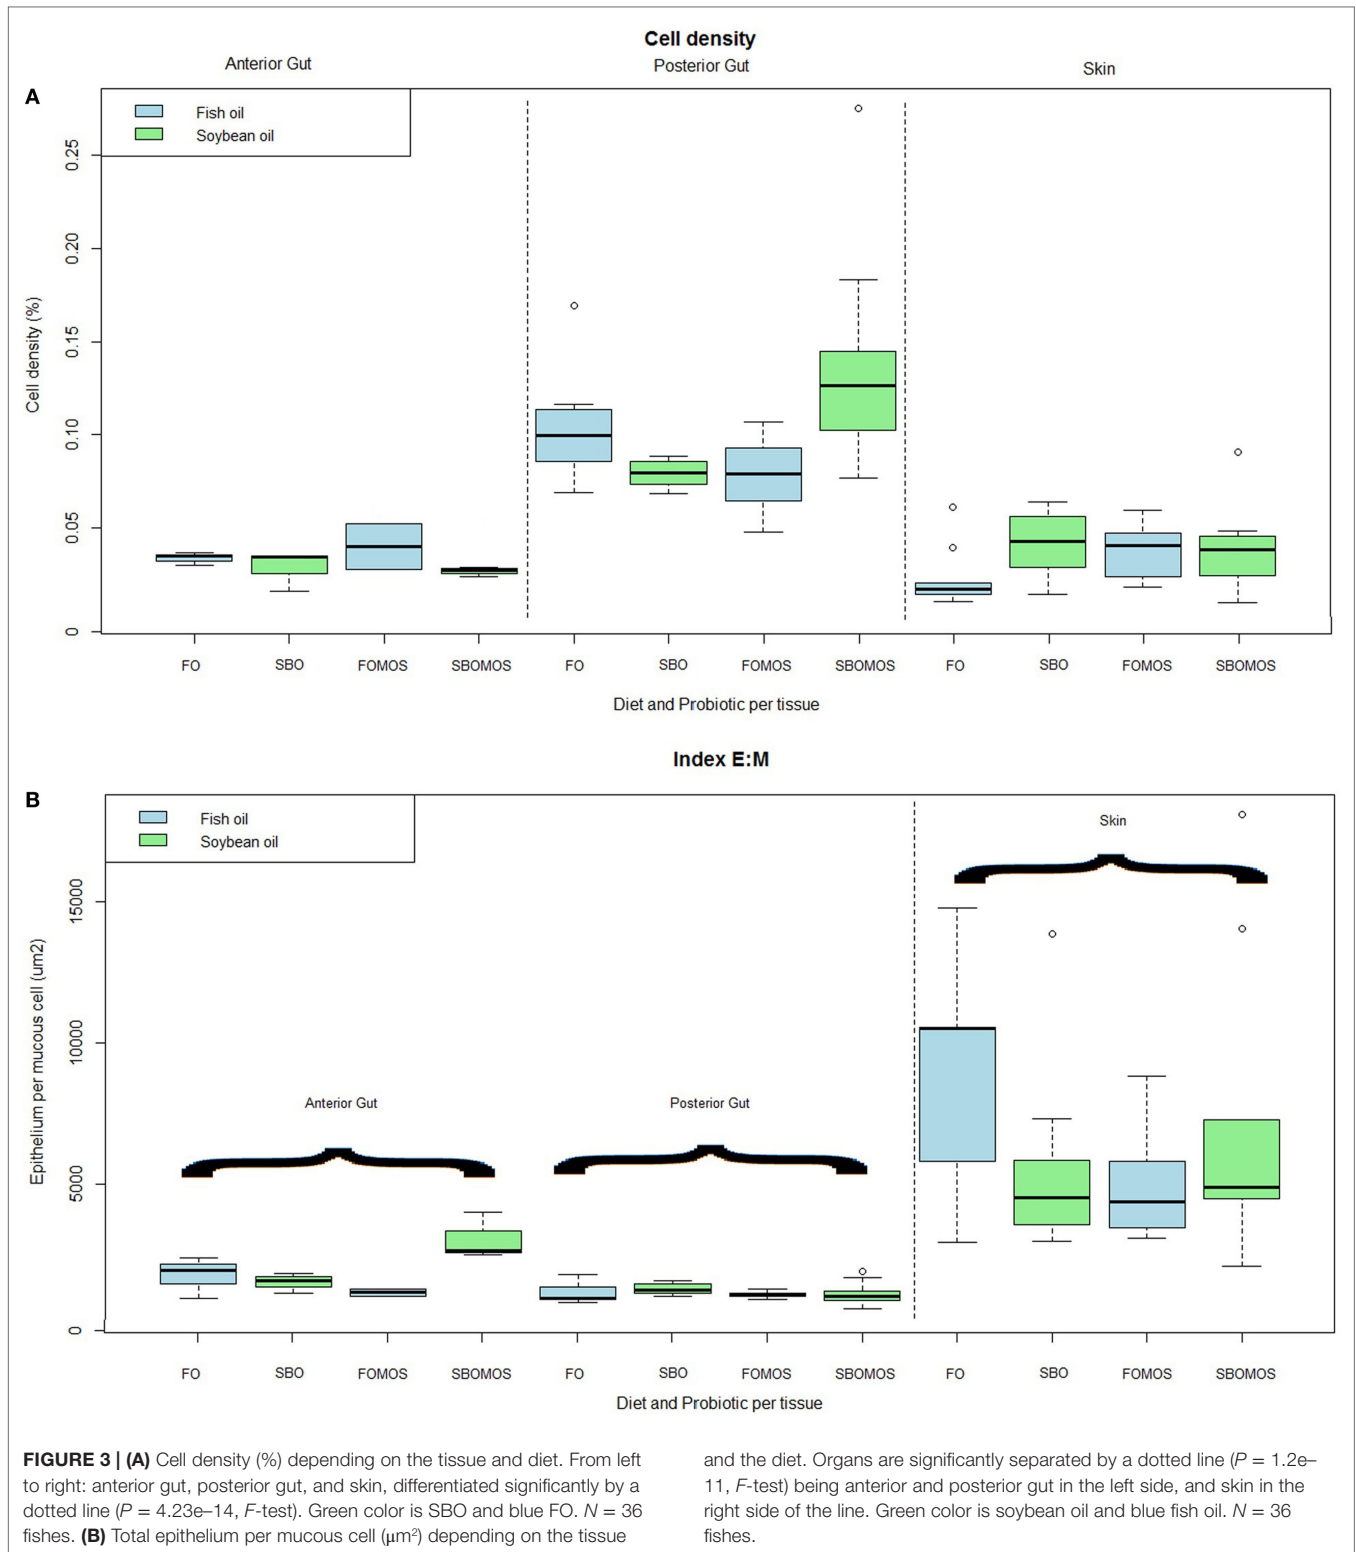 Cell density
Anterior Gut
Posterior Gut
Skin
A
Fish oil
Soybean oil
Cell density (%)
0.25
0.20
0.15
0.10
0.05
0
FO SBO FOMOS SBOMOS FO SBO FOMOS SBOMOS FO SBO FOMOS SBOMOS
Diet and Probiotic per tissue
Index E:M
B
Fish oil
Soybean oil
Skin
Epithelium per mucous cell (um2)
15000
10000
5000
0
Anterior Gut
Posterior Gut
FO SBO FOMOS SBOMOS FO SBO FOMOS SBOMOS FO SBO FOMOS SBOMOS
Diet and Probiotic per tissue
FIGURE 3 | (A) Cell density (%) depending on the tissue and diet. From left
to right: anterior gut, posterior gut, and skin, differentiated significantly by a
dotted line (P = 4.23e–14, F-test). Green color is SBO and blue FO. N = 36
fishes. (B) Total epithelium per mucous cell (μm²) depending on the tissue
and the diet. Organs are significantly separated by a dotted line (P = 1.2e–
11, F-test) being anterior and posterior gut in the left side, and skin in the
right side of the line. Green color is soybean oil and blue fish oil. N = 36
fishes.